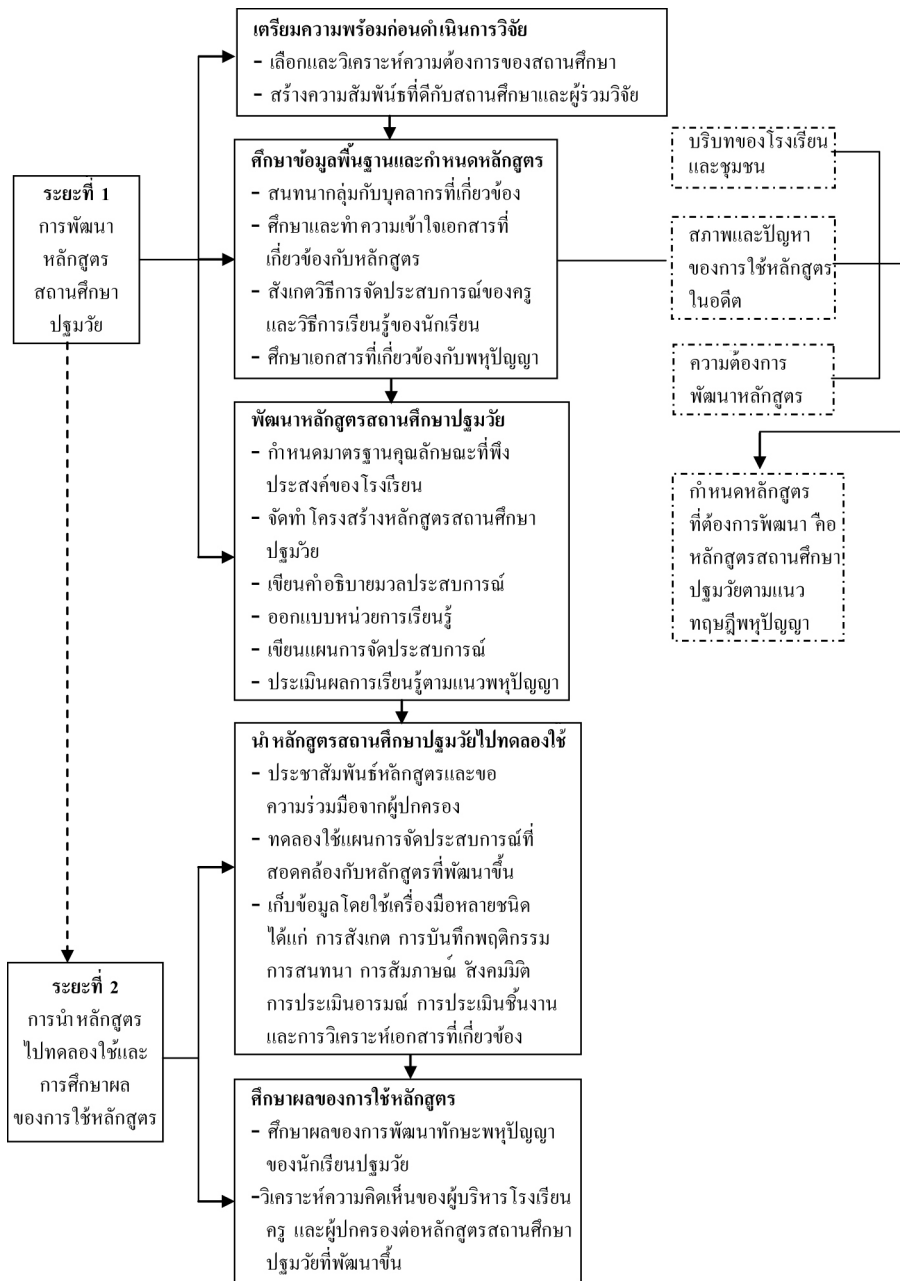 เตรียมความพร้อมก่อนดำเนินการวิจัย
- เลือกและวิเคราะห์ความต้องการของสถานศึกษา
- สร้างความสัมพันธ์ที่ดีกับสถานศึกษาและผู้ร่วมวิจัย
ระยะที่ 1
การพัฒนา
หลักสูตร
สถานศึกษา
ปฐมวัย
ศึกษาข้อมูลพื้นฐานและกำหนดหลักสูตร
- สนทนากลุ่มกับบุคลากรที่เกี่ยวข้อง
- ศึกษาและทำความเข้าใจเอกสารที่
เกี่ยวข้องกับหลักสูตร
- สังเกตวิธีการจัดประสบการณ์ของครู
และวิธีการเรียนรู้ของนักเรียน
- ศึกษาเอกสารที่เกี่ยวข้องกับพหุปัญญา
บริบทของโรงเรียน
และชุมชน
สภาพและปัญหา
ของการใช้หลักสูตร
ในอดีต
ความต้องการ
พัฒนาหลักสูตร
กำหนดหลักสูตร
ที่ต้องการพัฒนา คือ
หลักสูตรสถานศึกษา
ปฐมวัยตามแนว
ทฤษฎีพหุปัญญา
พัฒนาหลักสูตรสถานศึกษาปฐมวัย
- กำหนดมาตรฐานคุณลักษณะที่พึง
ประสงค์ของโรงเรียน
- จัดทำโครงสร้างหลักสูตรสถานศึกษา
ปฐมวัย
- เขียนคำอธิบายมวลประสบการณ์
- ออกแบบหน่วยการเรียนรู้
- เขียนแผนการจัดประสบการณ์
- ประเมินผลการเรียนรู้ตามแนวพหุปัญญา
นำหลักสูตรสถานศึกษาปฐมวัยไปทดลองใช้
- ประชาสัมพันธ์หลักสูตรและขอ
ความร่วมมือจากผู้ปกครอง
- ทดลองใช้แผนการจัดประสบการณ์ที่
สอดคล้องกับหลักสูตรที่พัฒนาขึ้น
- เก็บข้อมูลโดยใช้เครื่องมือหลายชนิด
ได้แก่ การสังเกต การบันทึกพฤติกรรม
การสนทนา การสัมภาษณ์ สังคมมิติ
การประเมินอารมณ์ การประเมินชิ้นงาน
และการวิเคราะห์เอกสารที่เกี่ยวข้อง
ระยะที่ 2
การนำหลักสูตร
ไปทดลองใช้และ
การศึกษาผล
ของการใช้หลักสูตร
ศึกษาผลของการใช้หลักสูตร
- ศึกษาผลของการพัฒนาทักษะพหุปัญญา
ของนักเรียนปฐมวัย
-วิเคราะห์ความคิดเห็นของผู้บริหารโรงเรียน
ครู และผู้ปกครองต่อหลักสูตรสถานศึกษา
ปฐมวัยที่พัฒนาขึ้น